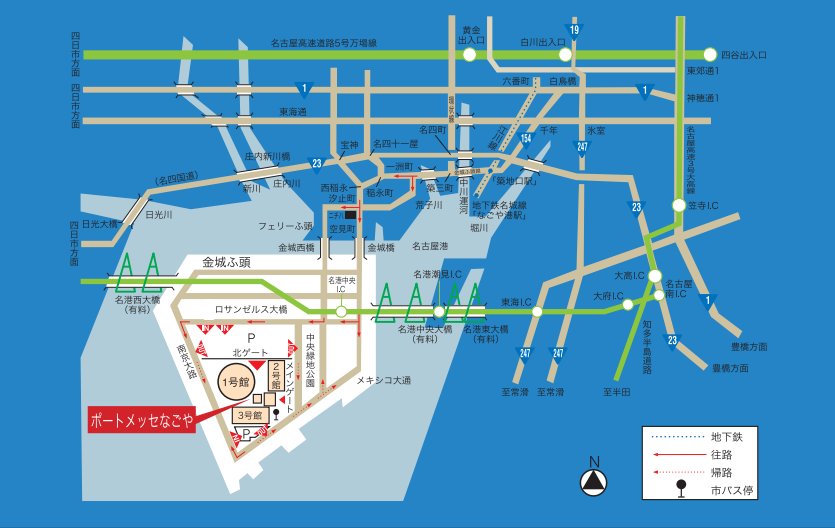 四日市方面
名古屋高速道路5号万場線
黄金
出入口
白川出入口
19
四谷出入口
東郊通1
四日市方面
1
六番町
白鳥橋
1
神穂通1
東海通
名四町
江川線
154
千年
氷室
247
名古屋高速3号大高線
庄内新川橋
宝神
名四十一屋
23
一洲町
(名四国道)
新川
庄内川
西稲永
汐止町
稲永町
築三町
中川運河
「築地口駅」
荒子川
地下鉄名城線
「なごや港駅」
23
笠寺I.C
日光大橋
日光川
フェリーふ頭
空見町
堀川
四日市方面
金城西橋
金城橋
名古屋港
金城ふ頭
名港中央
I.C
名港潮見I.C
大高I.C
名古屋
南I.C
名港西大橋
(有料)
ロサンゼルス大橋
名港中央大橋
(有料)
名港東大橋
(有料)
東海I.C
大府I.C
1
南京大路
P
北ゲート
中央緑地公園
知多半島道路
23
豊橋方面
247
247
豊橋方面
1号館
2号館
メインゲート
メキシコ大通
至常滑
至常滑
至半田
ポートメッセなごや
3号館
P
N
地下鉄
往路
帰路
市バス停